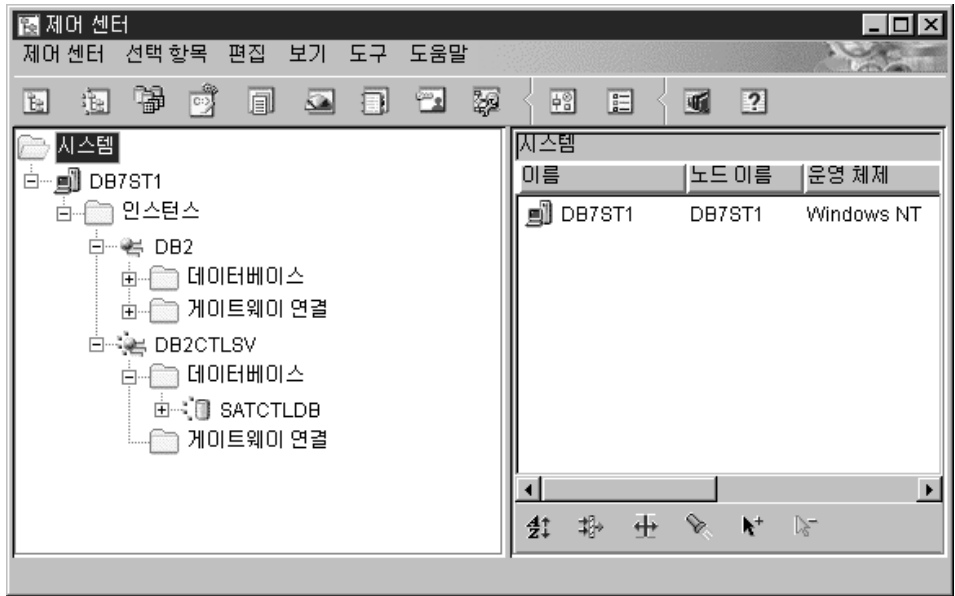 제어 센터
제어 센터 선택 항목 편집 보기 도구 도움말
시스템
DB7ST1
인스턴스
DB2
데이터베이스
게이트웨이 연결
DB2CTLSV
데이터베이스
SATCTLDB
게이트웨이 연결
시스템
이름 노드 이름 운영 체제
DB7ST1 DB7ST1 Windows NT